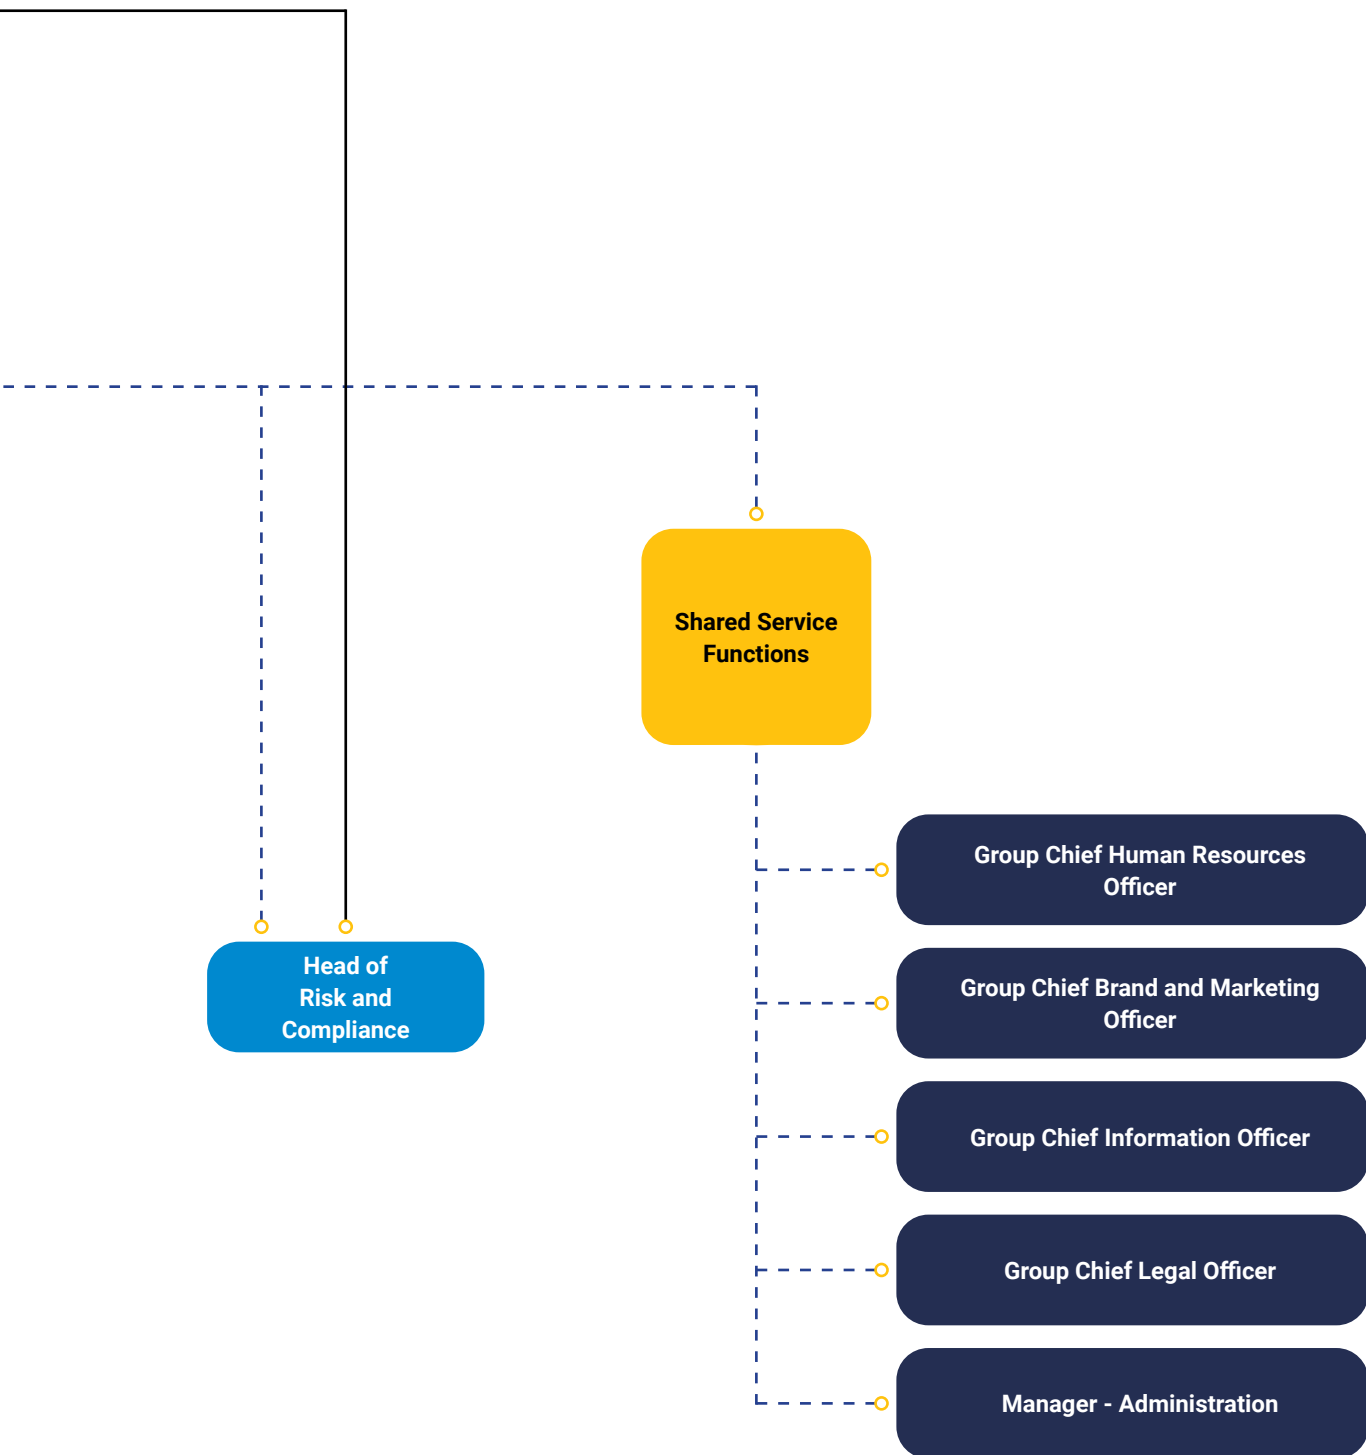 Shared Service
Functions
Group Chief Human Resources
Officer
Head of
Risk and
Compliance
Group Chief Brand and Marketing
Officer
Group Chief Information Officer
Group Chief Legal Officer
Manager - Administration